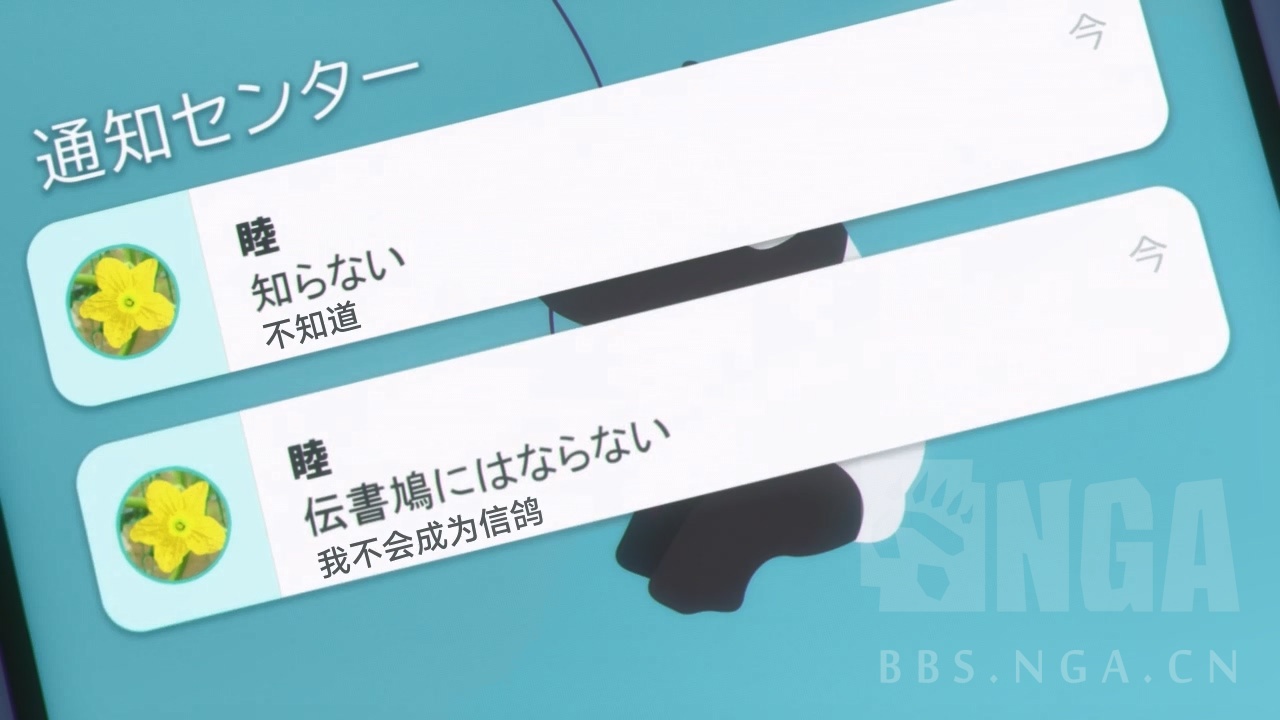 通知センター
今
睦
知らない
不知道
今
睦
伝書鳩にはならない
我不会成为信鸽
NGA
BBS.NGA.CN